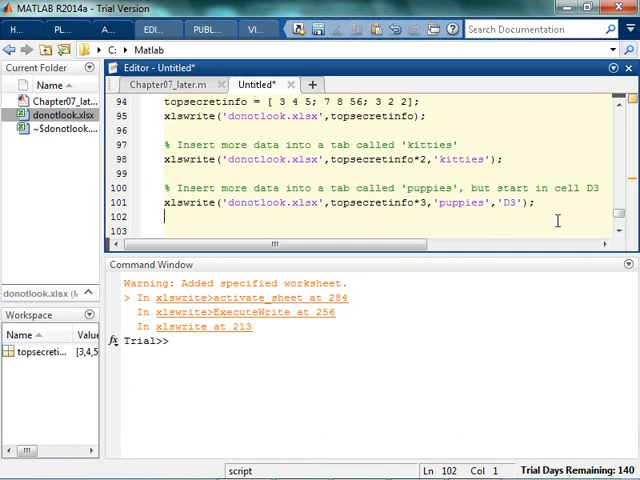 MATLAB R2014a - Trial Version
H... PL... A... ED... PUBL... VI... Search Documentation
C: Matlab
Current Folder
Editor - Untitled*
Chapter07_later.m Untitled*
Name
Chapter07_lat...
donotlook.xlsx
~$donotlook....
94 topsecretinfo = [ 3 4 5; 7 8 56; 3 2 2];
95 xlswrite('donotlook.xlsx',topsecretinfo);
96
97 % Insert more data into a tab called 'kitties'
98 xlswrite('donotlook.xlsx',topsecretinfo*2,'kitties');
99
100 % Insert more data into a tab called 'puppies', but start in cell D3
101 xlswrite('donotlook.xlsx',topsecretinfo*3,'puppies','D3');
102
103
Command Window
Warning: Added specified worksheet.
> In xlswrite>activate_sheet at 284
In xlswrite>ExecuteWrite at 256
In xlswrite at 213
fx Trial>>
donotlook.xlsx (M...
Workspace
Name Value
topsecreti... [3,4,5
script Ln 102 Col 1 Trial Days Remaining: 140